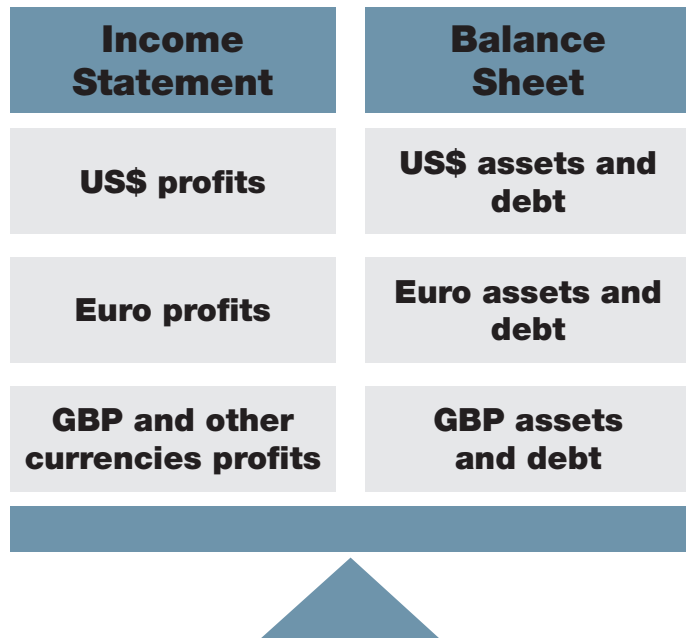 Income
Statement
Balance
Sheet
US$ profits
US$ assets and
debt
Euro profits
Euro assets and
debt
GBP and other
currencies profits
GBP assets
and debt